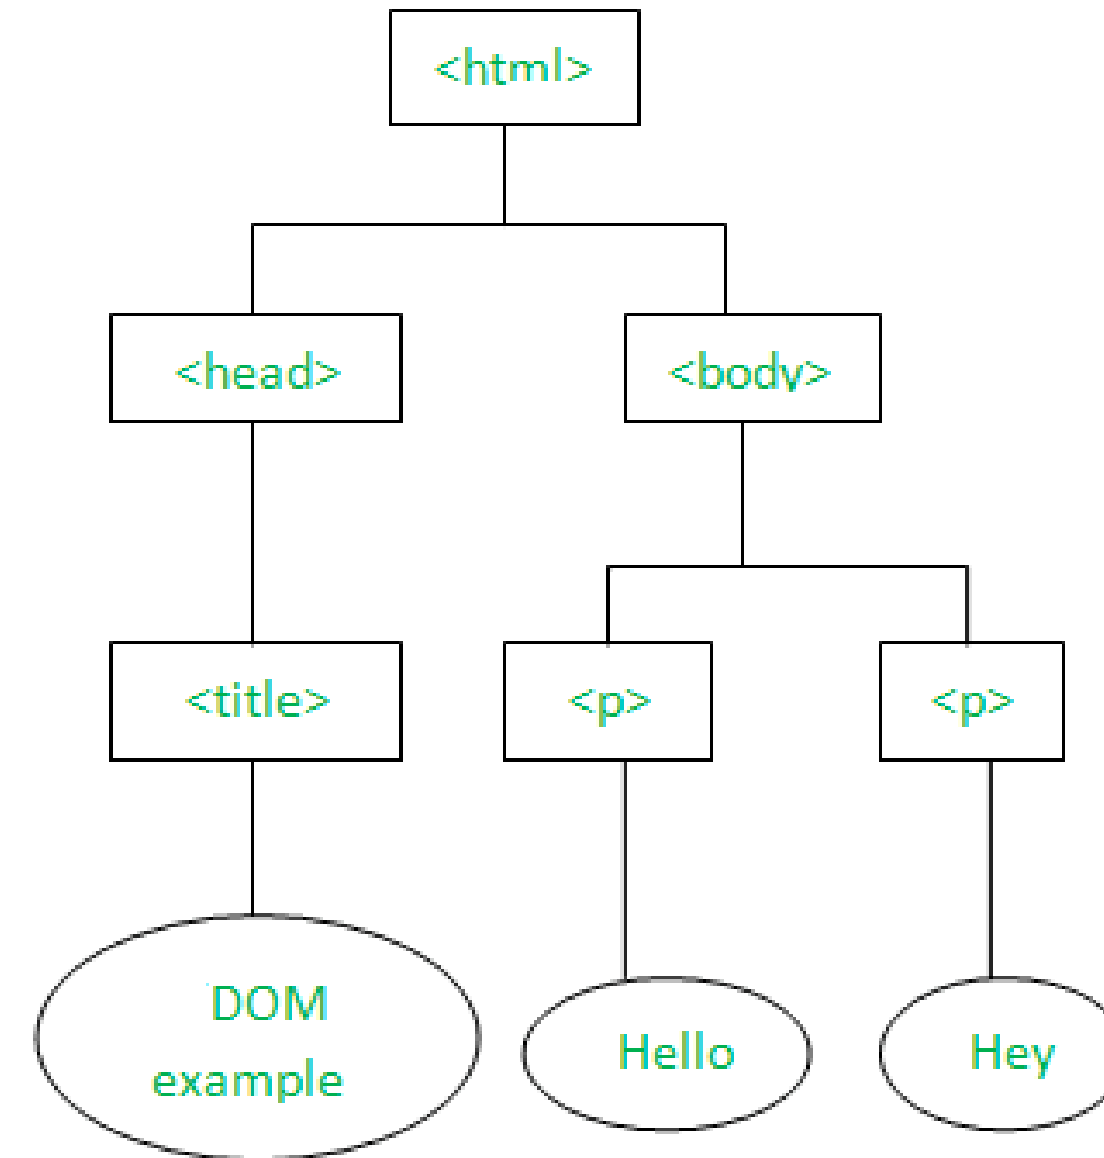 <html>
<head>
<body>
<title>
<p>
<p>
DOM
example
Hello
Hey